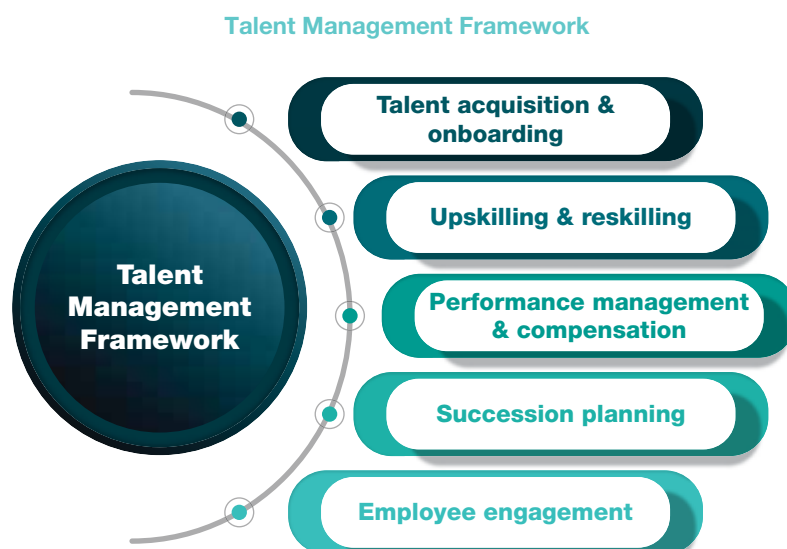 Talent Management Framework
Talent
Management
Framework
Talent acquisition &
onboarding
Upskilling & reskilling
Performance management
& compensation
Succession planning
Employee engagement